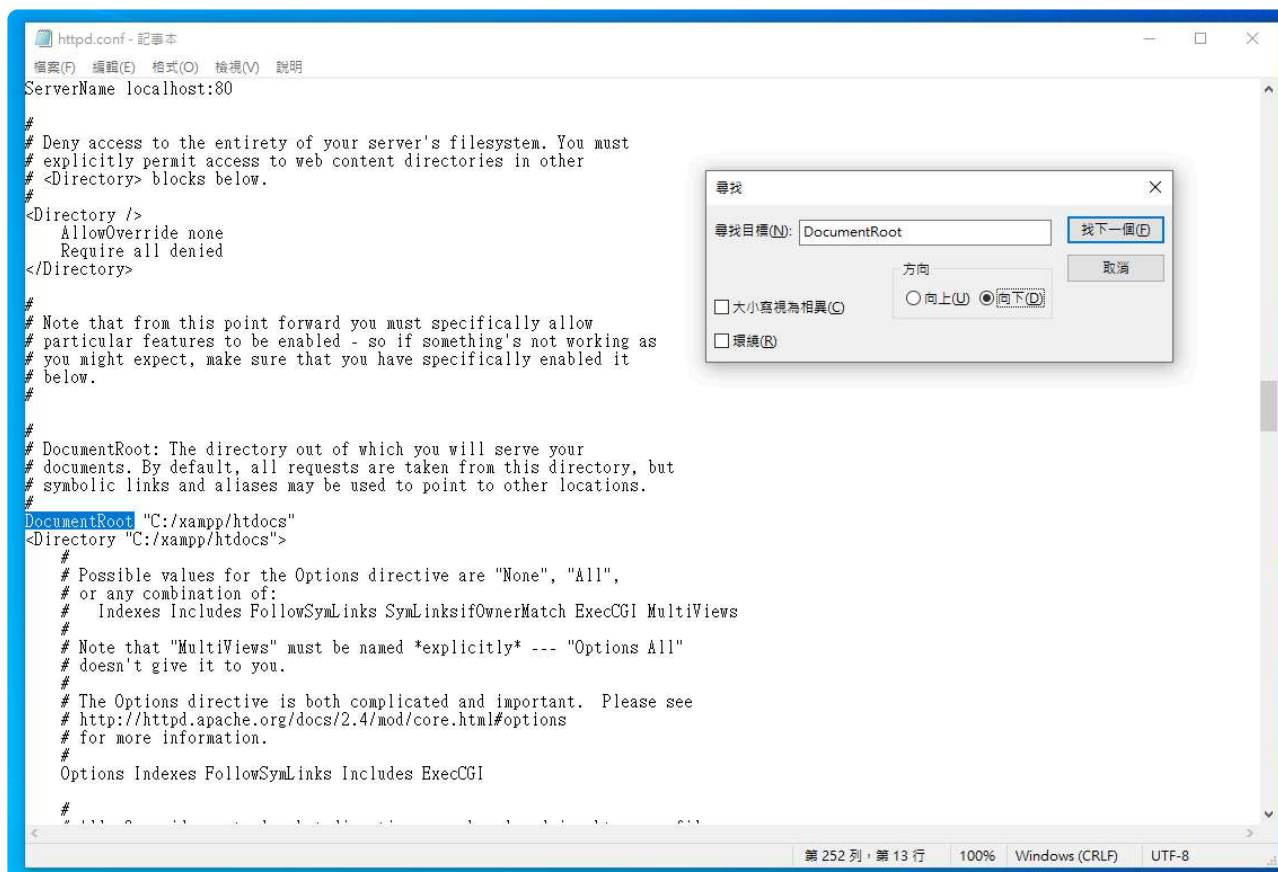 httpd.conf - 記事本
檔案(F) 編輯(E) 格式(O) 檢視(V) 說明
ServerName localhost:80
#
# Deny access to the entirety of your server's filesystem. You must
# explicitly permit access to web content directories in other
# <Directory> blocks below.
#
<Directory />
AllowOverride none
Require all denied
</Directory>
#
# Note that from this point forward you must specifically allow
# particular features to be enabled - so if something's not working as
# you might expect, make sure that you have specifically enabled it
# below.
#
#
# DocumentRoot: The directory out of which you will serve your
# documents. By default, all requests are taken from this directory, but
# symbolic links and aliases may be used to point to other locations.
#
DocumentRoot "C:/xampp/htdocs"
<Directory "C:/xampp/htdocs">
#
# Possible values for the Options directive are "None", "All",
# or any combination of:
#   Indexes Includes FollowSymLinks SymLinksifOwnerMatch ExecCGI MultiViews
#
# Note that "MultiViews" must be named *explicitly* --- "Options All"
# doesn't give it to you.
#
# The Options directive is both complicated and important.  Please see
# http://httpd.apache.org/docs/2.4/mod/core.html#options
# for more information.
#
Options Indexes FollowSymLinks Includes ExecCGI
#
尋找
尋找目標(N): DocumentRoot
找下一個(F)
取消
方向
向上(U) 向下(D)
大小寫視為相異(C)
環繞(R)
第 252 列，第 13 行 100% Windows (CRLF) UTF-8